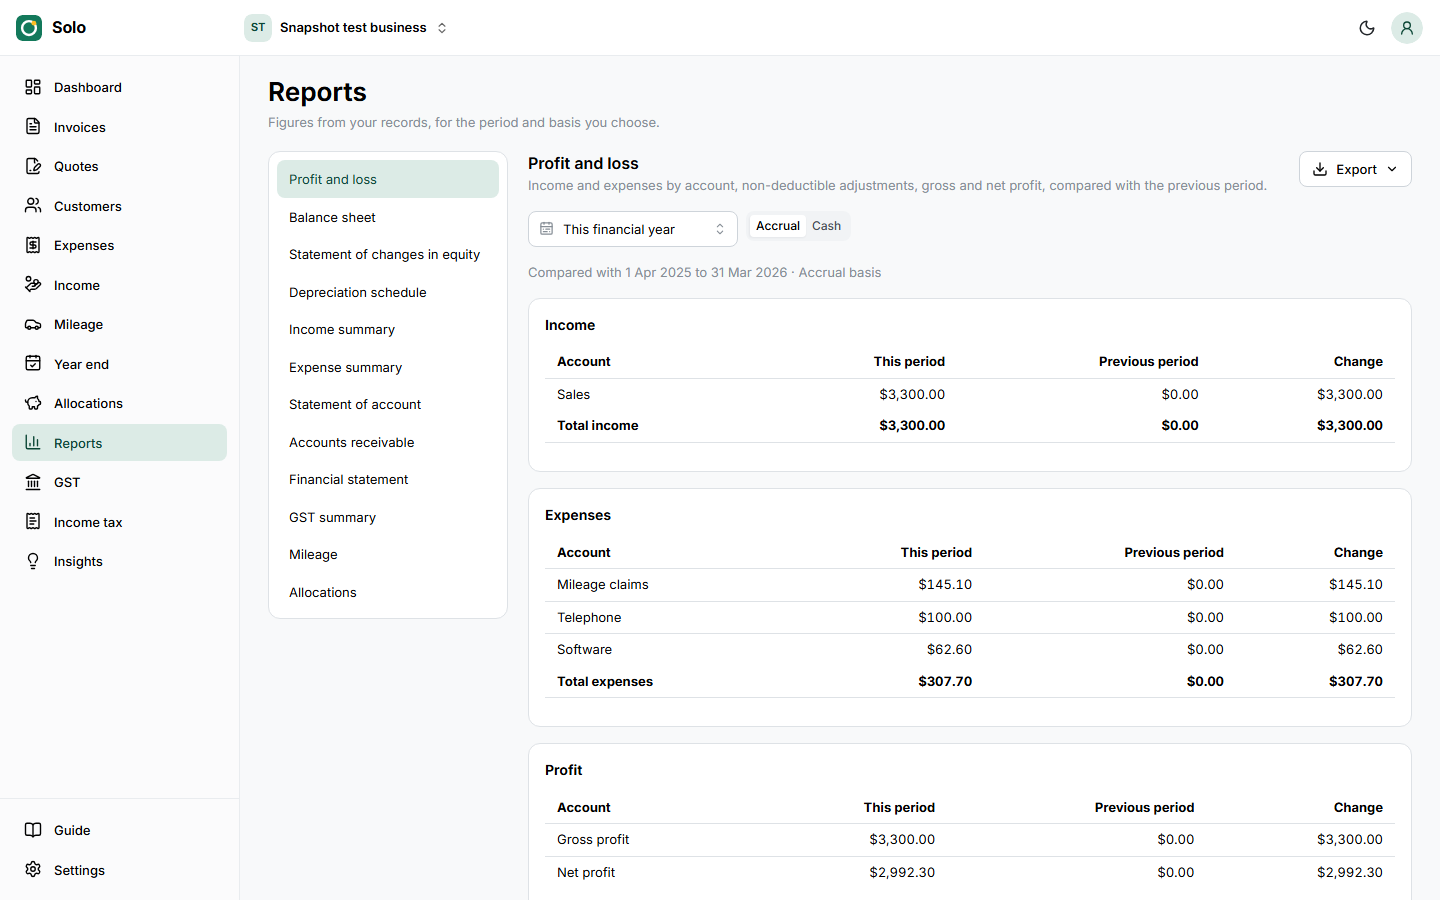 Solo
ST Snapshot test business
Dashboard
Invoices
Quotes
Customers
Expenses
Income
Mileage
Year end
Allocations
Reports
GST
Income tax
Insights
Guide
Settings
Reports
Figures from your records, for the period and basis you choose.
Profit and loss
Balance sheet
Statement of changes in equity
Depreciation schedule
Income summary
Expense summary
Statement of account
Accounts receivable
Financial statement
GST summary
Mileage
Allocations
Profit and loss
Income and expenses by account, non-deductible adjustments, gross and net profit, compared with the previous period.
Export
This financial year
Accrual Cash
Compared with 1 Apr 2025 to 31 Mar 2026 · Accrual basis
Income
Account This period Previous period Change
Sales $3,300.00 $0.00 $3,300.00
Total income $3,300.00 $0.00 $3,300.00
Expenses
Account This period Previous period Change
Mileage claims $145.10 $0.00 $145.10
Telephone $100.00 $0.00 $100.00
Software $62.60 $0.00 $62.60
Total expenses $307.70 $0.00 $307.70
Profit
Account This period Previous period Change
Gross profit $3,300.00 $0.00 $3,300.00
Net profit $2,992.30 $0.00 $2,992.30